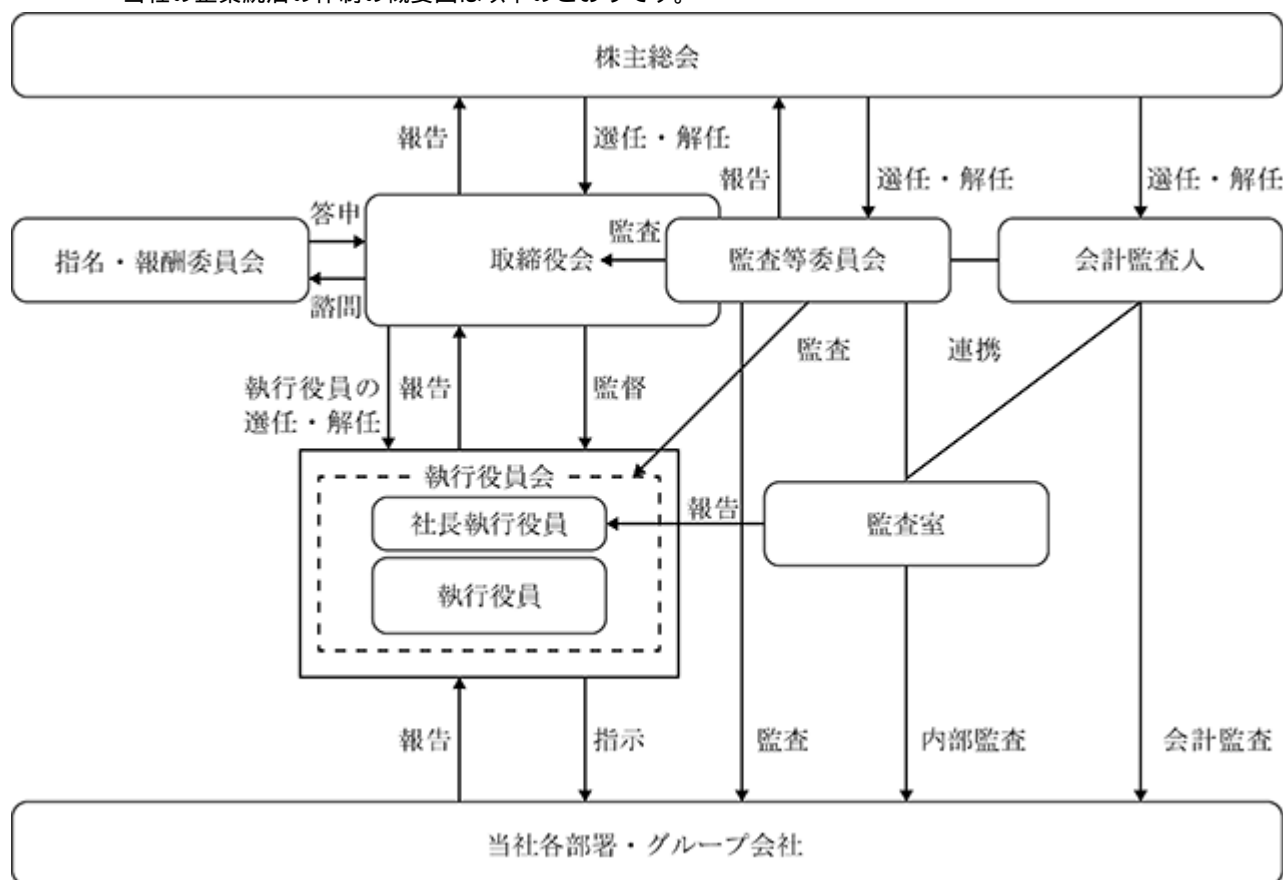 株主総会
報告
選任・解任
報告
選任・解任
選任・解任
指名・報酬委員会
答申
諮問
取締役会
監査
監査等委員会
会計監査人
執行役員の
選任・解任
報告
監督
監査
連携
執行役員会
社長執行役員
執行役員
報告
監査室
報告
指示
監査
内部監査
会計監査
当社各部署・グループ会社